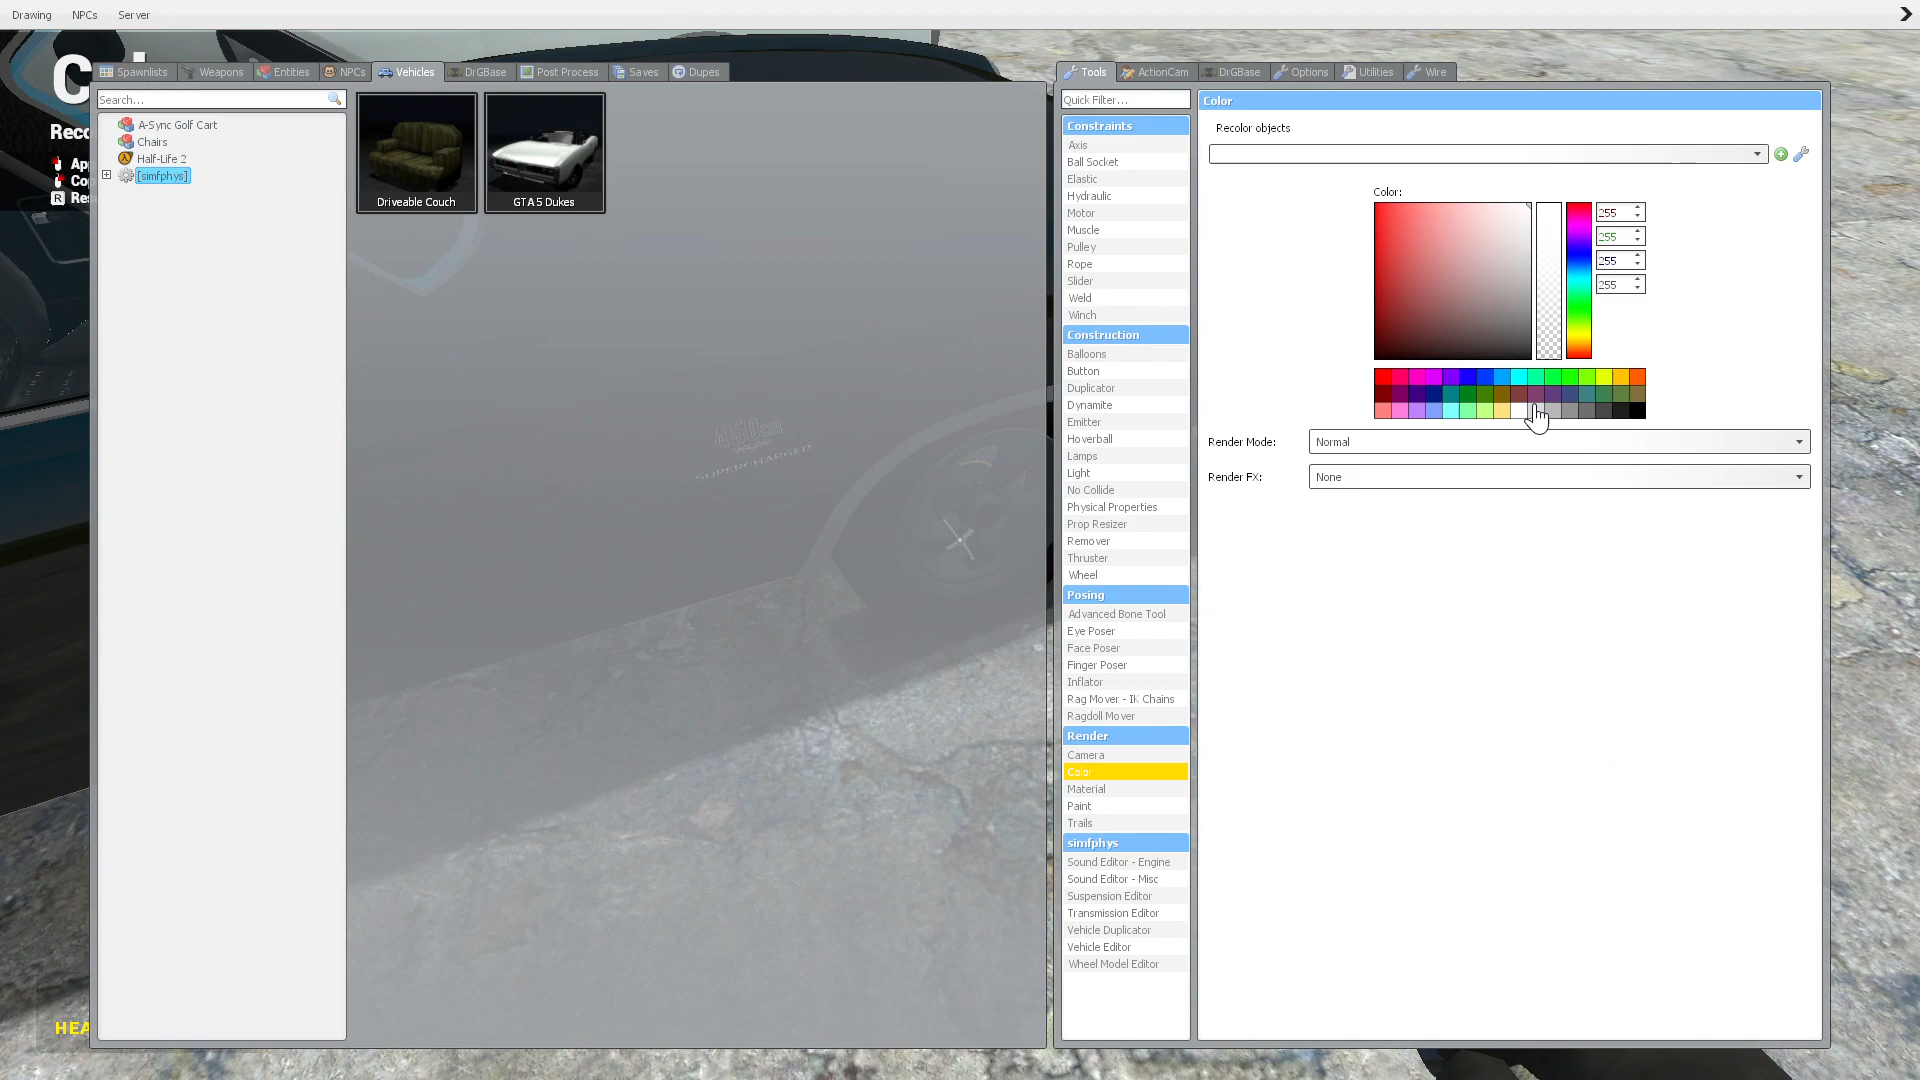 Drawing NPCs Server
Spawnlists Weapons Entities NPCs Vehicles DrGBase Post Process Saves Dupes
Search...
A-Sync Golf Cart
Chairs
Half-Life 2
[simfphys]
Driveable Couch
GTA 5 Dukes
SUPERCHARGED
HEA
Tools ActionCam DrGBase Options Utilities Wire
Quick Filter...
Constraints
Axis
Ball Socket
Elastic
Hydraulic
Motor
Muscle
Pulley
Rope
Slider
Weld
Winch
Construction
Balloons
Button
Duplicator
Dynamite
Emitter
Hoverball
Lamps
Light
No Collide
Physical Properties
Prop Resizer
Remover
Thruster
Wheel
Posing
Advanced Bone Tool
Eye Poser
Face Poser
Finger Poser
Inflator
Rag Mover - IK Chains
Ragdoll Mover
Render
Camera
Color
Material
Paint
Trails
simfphys
Sound Editor - Engine
Sound Editor - Misc
Suspension Editor
Transmission Editor
Vehicle Duplicator
Vehicle Editor
Wheel Model Editor
Color
Recolor objects
Color:
255
255
255
255
Render Mode: Normal
Render FX: None